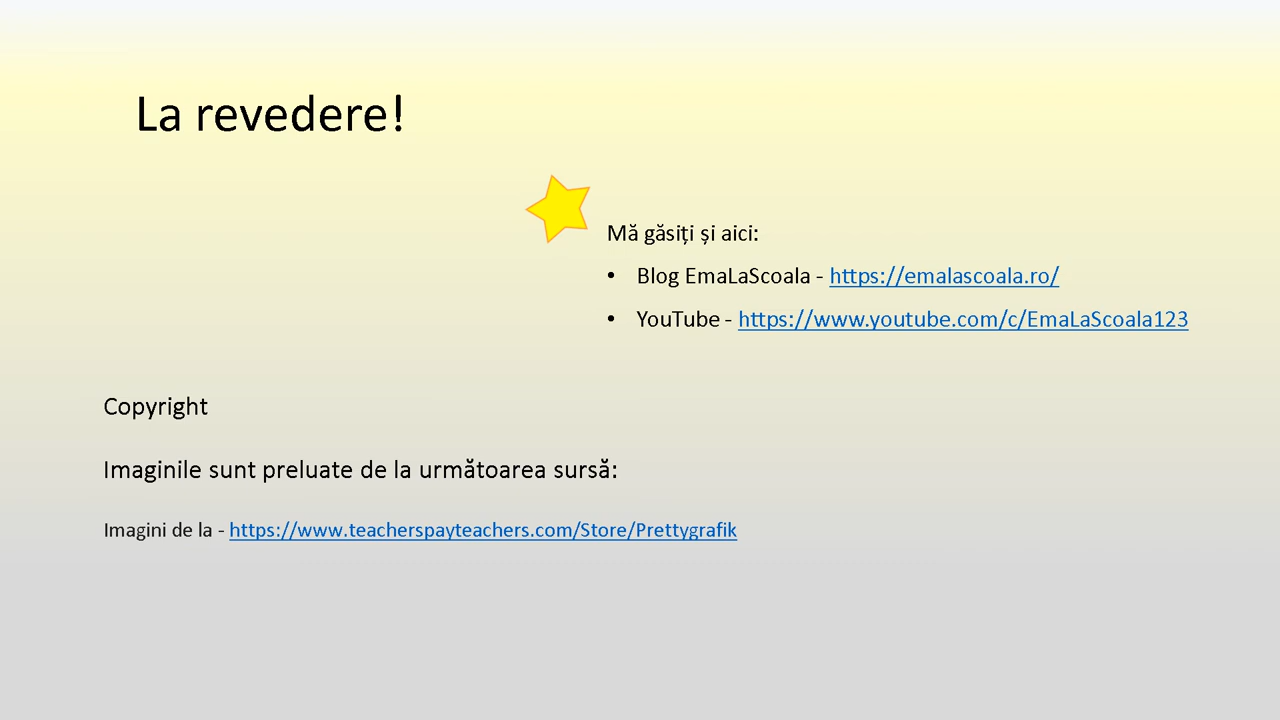 La revedere!
Mă găsiți și aici:
• Blog EmaLaScoala - https://emalascoala.ro/
• YouTube - https://www.youtube.com/c/EmaLaScoala123
Copyright
Imaginile sunt preluate de la următoarea sursă:
Imagini de la - https://www.teacherspayteachers.com/Store/Prettygrafik